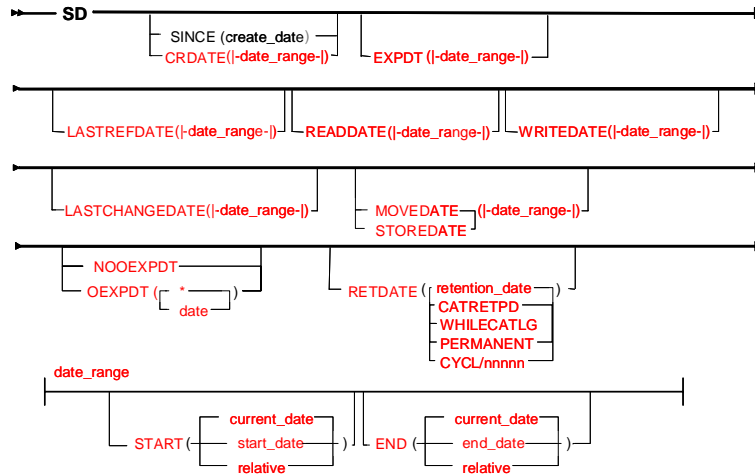 SD
SINCE (create_date)
CRDATE(|-date_range-|) EXPDT (|-date_range-|)
LASTREFDATE(|-date_range-|) READDATE(|-date_range-|) WRITEDATE(|-date_range-|)
LASTCHANGEDATE(|-date_range-|) MOVEDATE (|-date_range-|)
STOREDATE
NOOEXPDT
OEXPDT ( * ) RETDATE ( retention_date )
date CATRETPD
WHILECATLG
PERMANENT
CYCL/nnnnn
date_range
current_date current_date
START ( start_date ) END ( end_date )
relative relative